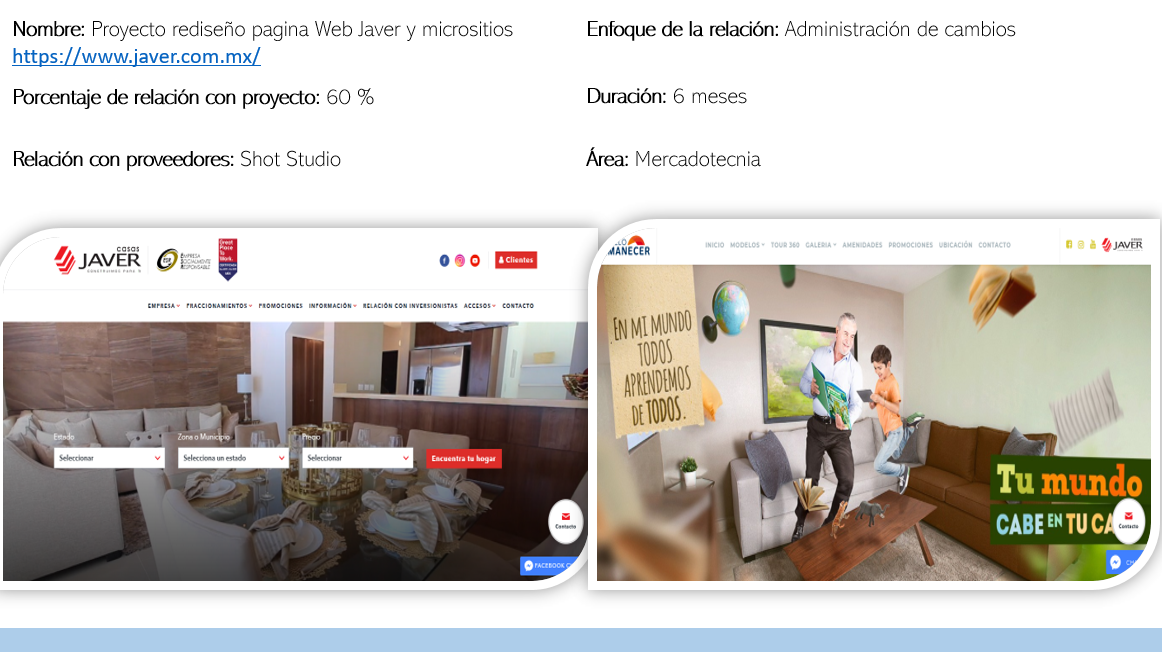 Nombre: Proyecto rediseño pagina Web Javer y micrositios
https://www.javer.com.mx/
Enfoque de la relación: Administración de cambios
Porcentaje de relación con proyecto: 60 %
Duración: 6 meses
Relación con proveedores: Shot Studio
Área: Mercadotecnia
casas
JAVER
CONSTRUIMOS PARA TI
ESR
EMPRESA
SOCIALMENTE
RESPONSABLE
Great
Place
To
Work.
Clientes
EMPRESA FRACCIONAMIENTOS PROMOCIONES INFORMACIÓN RELACIÓN CON INVERSIONISTAS ACCESOS CONTACTO
Estado
Zona o Municipio
Precio
Seleccionar
Selecciona un estado
Seleccionar
Encuentra tu hogar
Contacto
FACEBOOK C
MANECER
INICIO MODELOS TOUR 360 GALERIA AMENIDADES PROMOCIONES UBICACIÓN CONTACTO
JAVER
EN MI MUNDO
TODOS
APRENDEMOS
DE TODOS.
Tu mundo
CABE EN TU CA
Contacto
CH